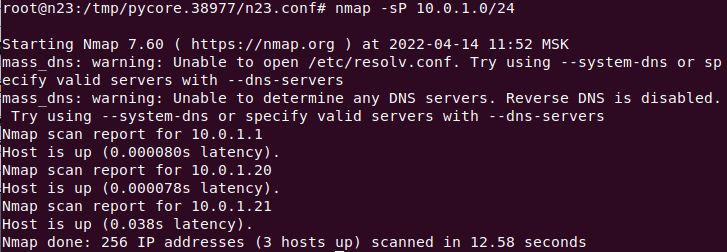 root@n23:/tmp/pycore.38977/n23.conf# nmap -sP 10.0.1.0/24
Starting Nmap 7.60 ( https://nmap.org ) at 2022-04-14 11:52 MSK
mass_dns: warning: Unable to open /etc/resolv.conf. Try using --system-dns or sp
ecify valid servers with --dns-servers
mass_dns: warning: Unable to determine any DNS servers. Reverse DNS is disabled.
 Try using --system-dns or specify valid servers with --dns-servers
Nmap scan report for 10.0.1.1
Host is up (0.000080s latency).
Nmap scan report for 10.0.1.20
Host is up (0.000078s latency).
Nmap scan report for 10.0.1.21
Host is up (0.038s latency).
Nmap done: 256 IP addresses (3 hosts up) scanned in 12.58 seconds